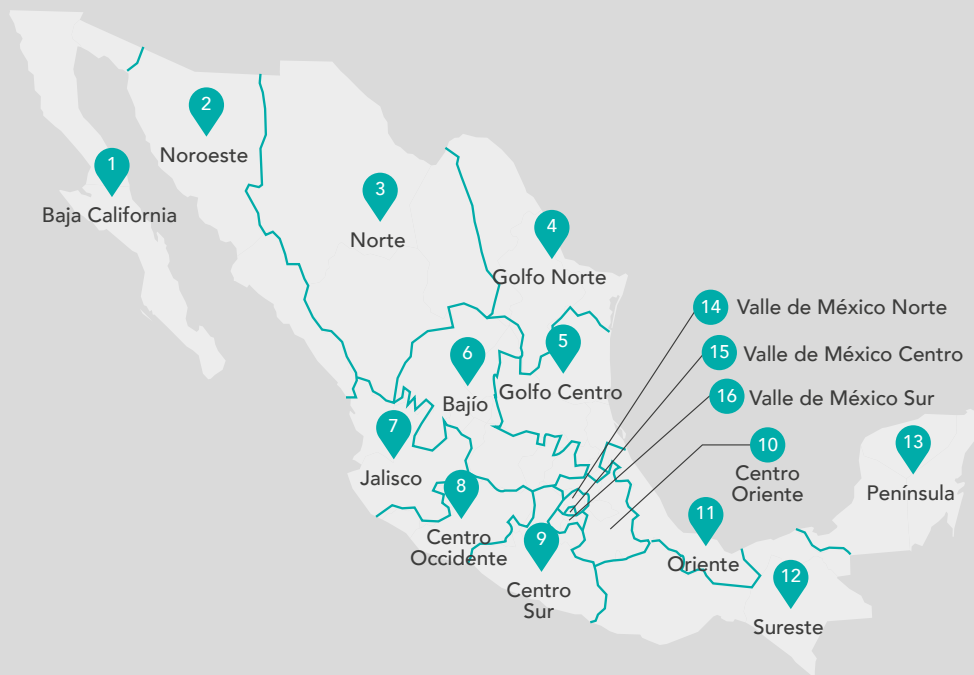 1
Baja California
2
Noroeste
3
Norte
4
Golfo Norte
5
Golfo Centro
6
Bajío
7
Jalisco
8
Centro
Occidente
9
Centro
Sur
10
Centro
Oriente
11
Oriente
12
Sureste
13
Península
14 Valle de México Norte
15 Valle de México Centro
16 Valle de México Sur